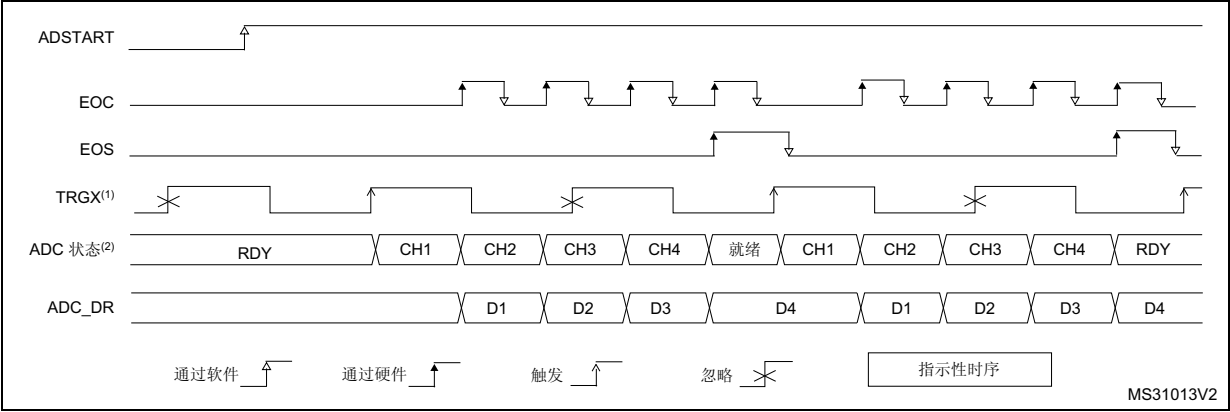 ADSTART
EOC
EOS
TRGX(1)
ADC 状态(2) RDY CH1 CH2 CH3 CH4 就绪 CH1 CH2 CH3 CH4 RDY
ADC_DR D1 D2 D3 D4 D1 D2 D3 D4
通过软件 通过硬件 触发 忽略 指示性时序
MS31013V2